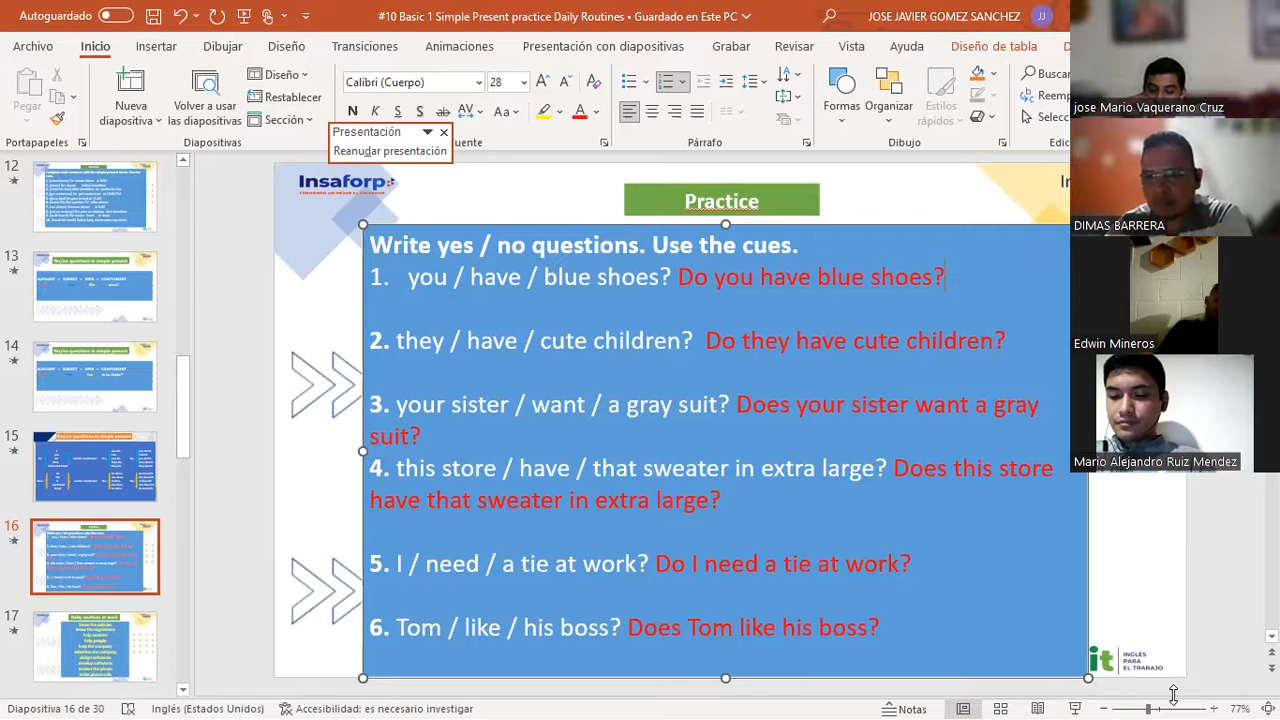 Autoguardado
#10 Basic 1 Simple Present practice Daily Routines • Guardado en Este PC
JOSE JAVIER GOMEZ SANCHEZ
JJ
Archivo Inicio Insertar Dibujar Diseño Transiciones Animaciones Presentación con diapositivas Grabar Revisar Vista Ayuda Diseño de tabla
Pegar
Nueva diapositiva
Volver a usar las diapositivas
Diseño
Restablecer
Sección
Calibri (Cuerpo) 28
N K S ab AV Aa A
Formas Organizar Estilos rápidos
Buscar
Reemp
Selecc
Presentación
Reanudar presentación
Portapapeles Diapositivas Párrafo Dibujo
12
13
14
15
16
17
Insaforp
Practice
Write yes / no questions. Use the cues.
1. you / have / blue shoes? Do you have blue shoes?
2. they / have / cute children? Do they have cute children?
3. your sister / want / a gray suit? Does your sister want a gray
suit?
4. this store / have / that sweater in extra large? Does this store
have that sweater in extra large?
5. I / need / a tie at work? Do I need a tie at work?
6. Tom / like / his boss? Does Tom like his boss?
it INGLÉS
PARA
EL TRABAJO
jose Mario Vaquerano Cruz
DIMAS BARRERA
Edwin Mineros
Mario Alejandro Ruiz Mendez
Diapositiva 16 de 30 Inglés (Estados Unidos) Accesibilidad: es necesario investigar Notas 77%